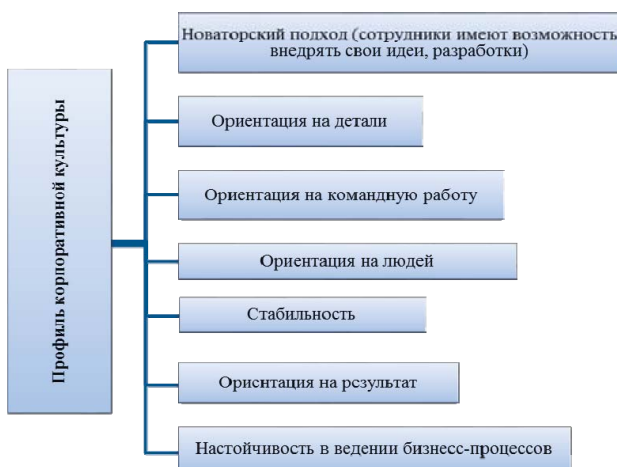 Профиль корпоративной культуры
Новаторский подход (сотрудники имеют возможность
внедрять свои идеи, разработки)
Ориентация на детали
Ориентация на командную работу
Ориентация на людей
Стабильность
Ориентация на результат
Настойчивость в ведении бизнес-процессов